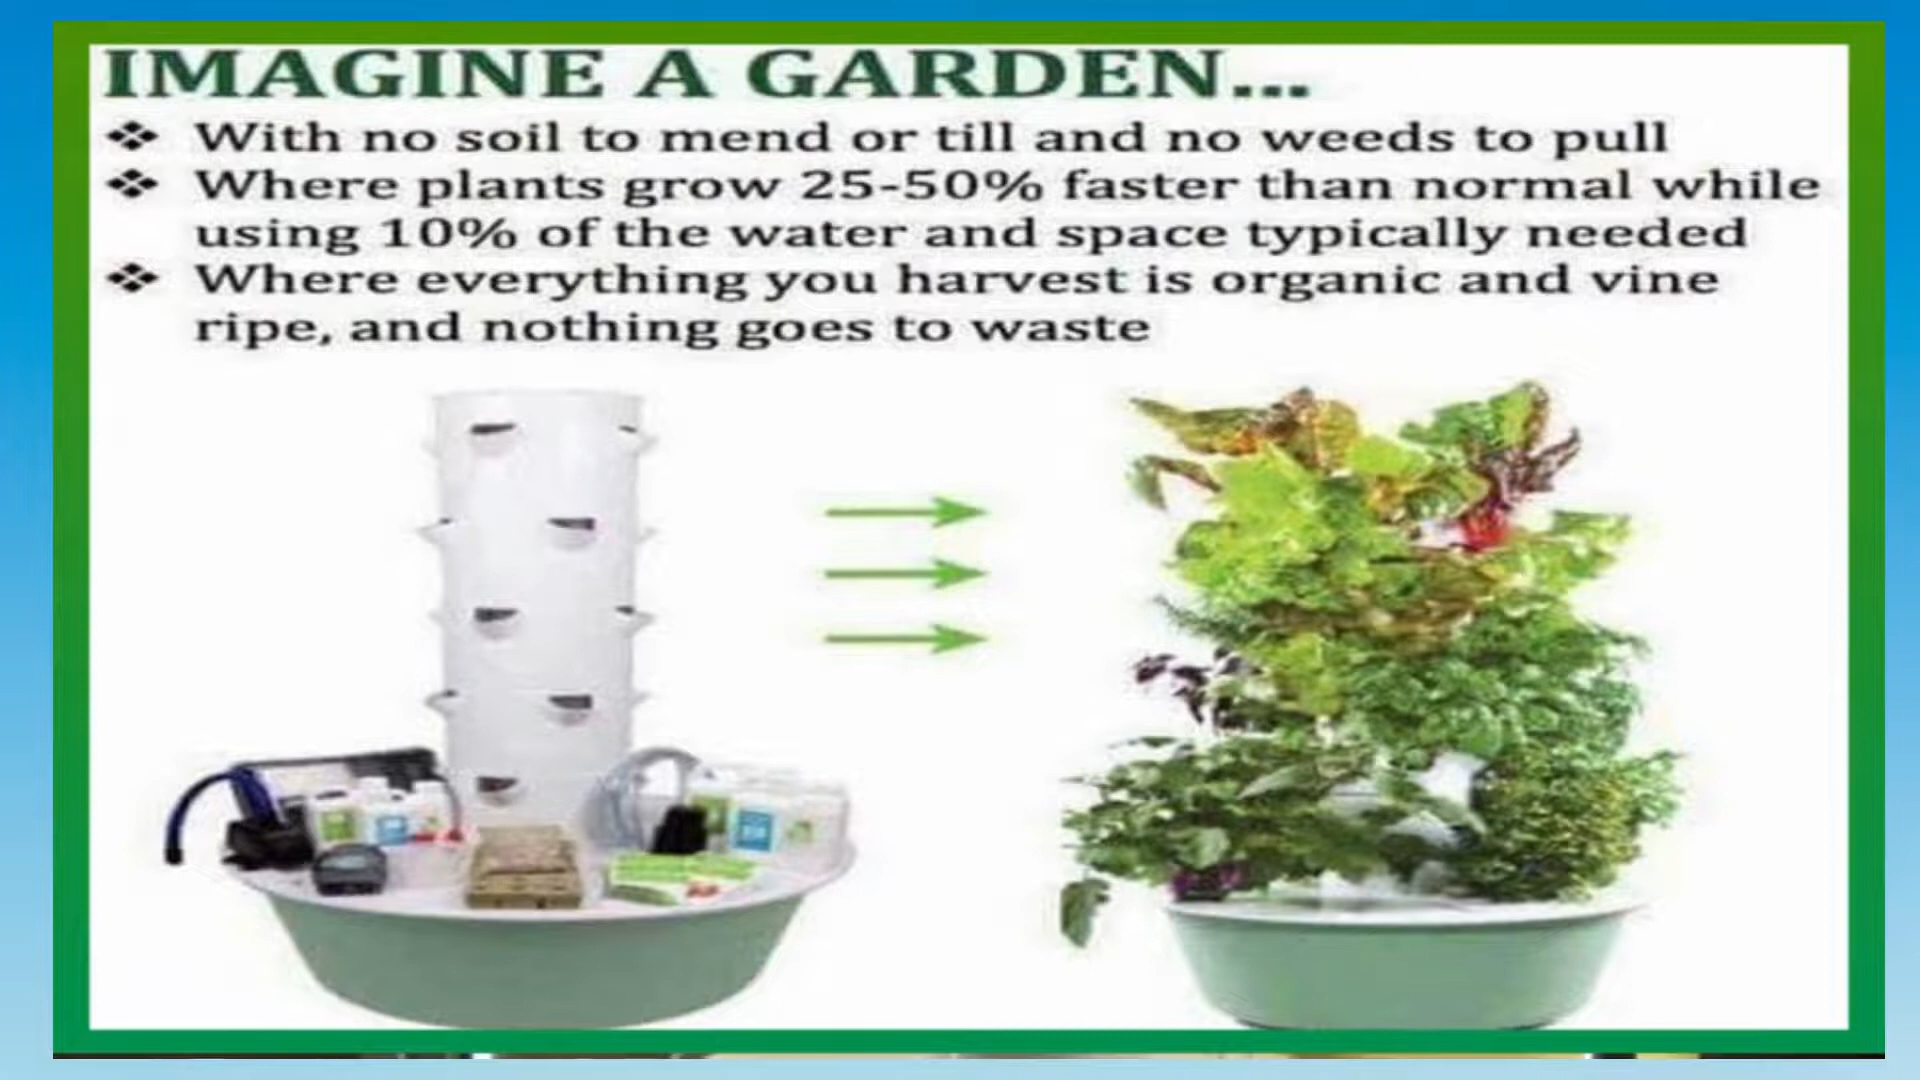 IMAGINE A GARDEN...
❖ With no soil to mend or till and no weeds to pull
❖ Where plants grow 25-50% faster than normal while
using 10% of the water and space typically needed
❖ Where everything you harvest is organic and vine
ripe, and nothing goes to waste